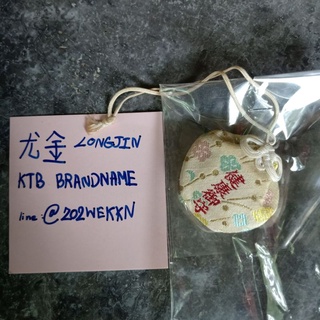 尤金 LONGJIN
KTB BRANDNAME
line @202WEKKN
健康御守